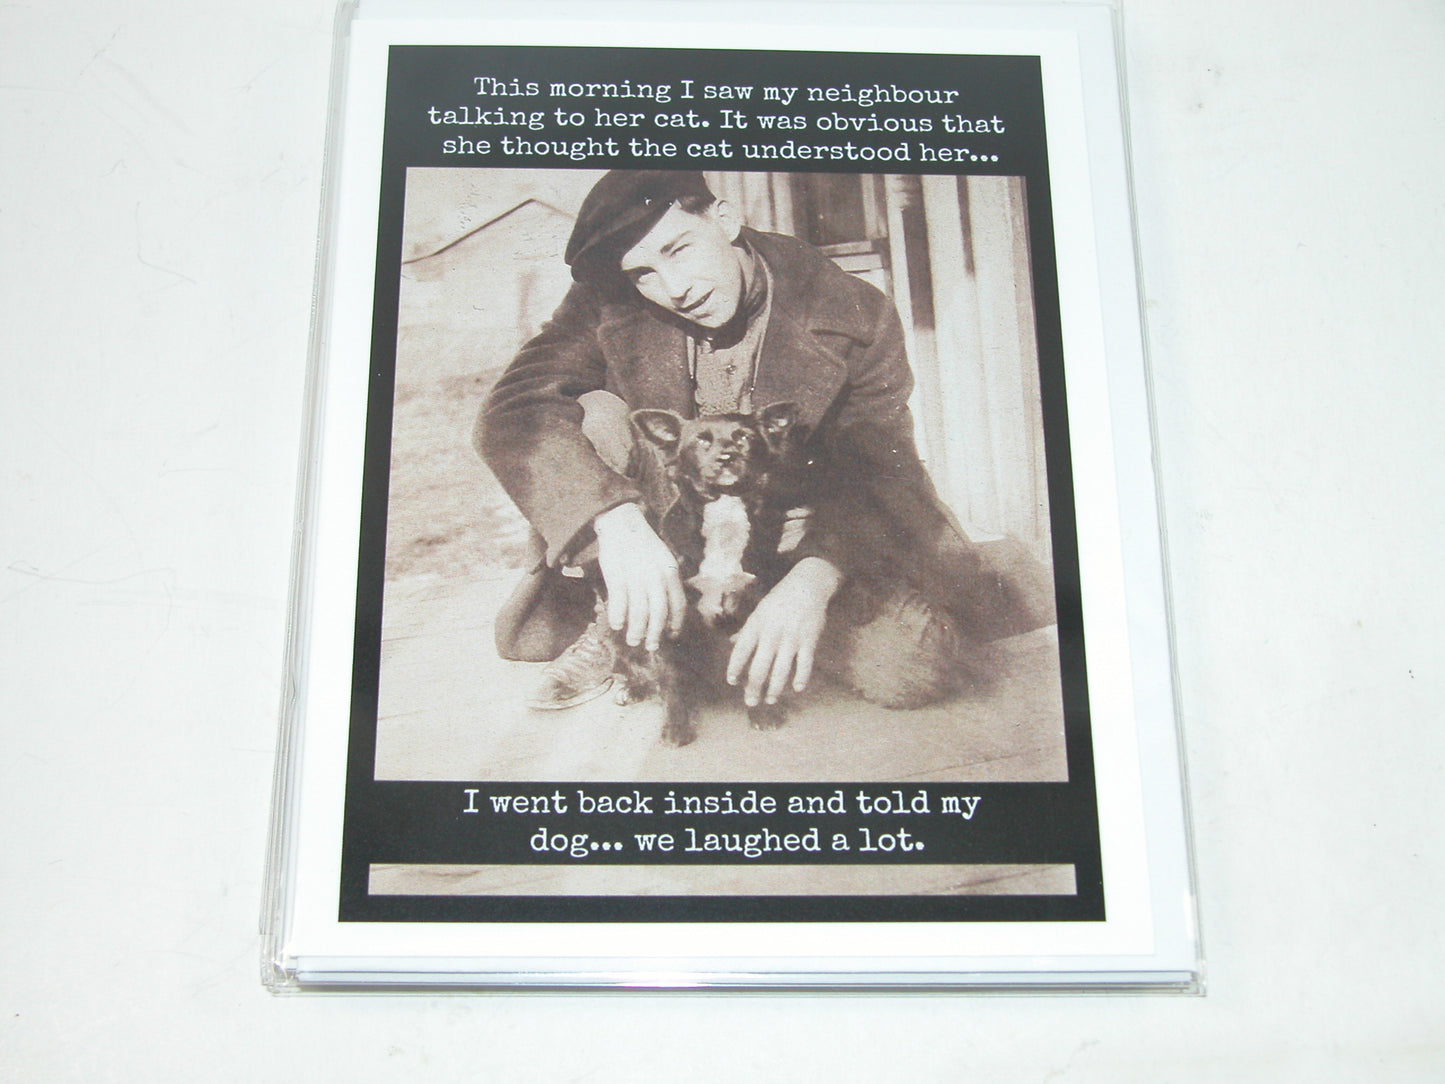 This morning I saw my neighbour
talking to her cat. It was obvious that
she thought the cat understood her...
I went back inside and told my
dog... we laughed a lot.